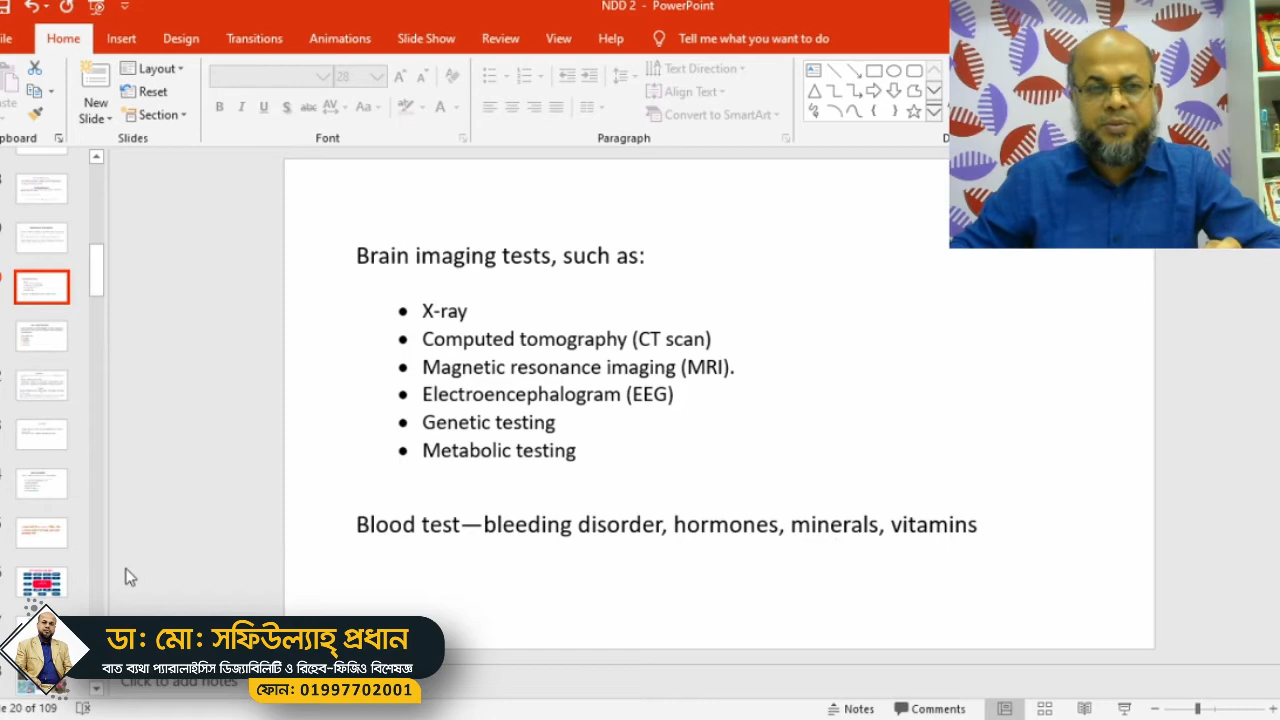 NDD 2 - PowerPoint
Home Insert Design Transitions Animations Slide Show Review View Help Tell me what you want to do
Layout
Reset
New Slide
Section
28
Text Direction
Align Text
Convert to SmartArt
Slides Font Paragraph
Brain imaging tests, such as:
• X-ray
• Computed tomography (CT scan)
• Magnetic resonance imaging (MRI).
• Electroencephalogram (EEG)
• Genetic testing
• Metabolic testing
Blood test—bleeding disorder, hormones, minerals, vitamins
ডা: মো: সফিউল্যাহ্ প্রধান
বাত ব্যথা প্যারালাইসিস ডিজ্যাবিলিটি ও রিহেব-ফিজিও বিশেষজ্ঞ
Click to add notes
ফোন: 01997702001
20 of 109
Notes Comments